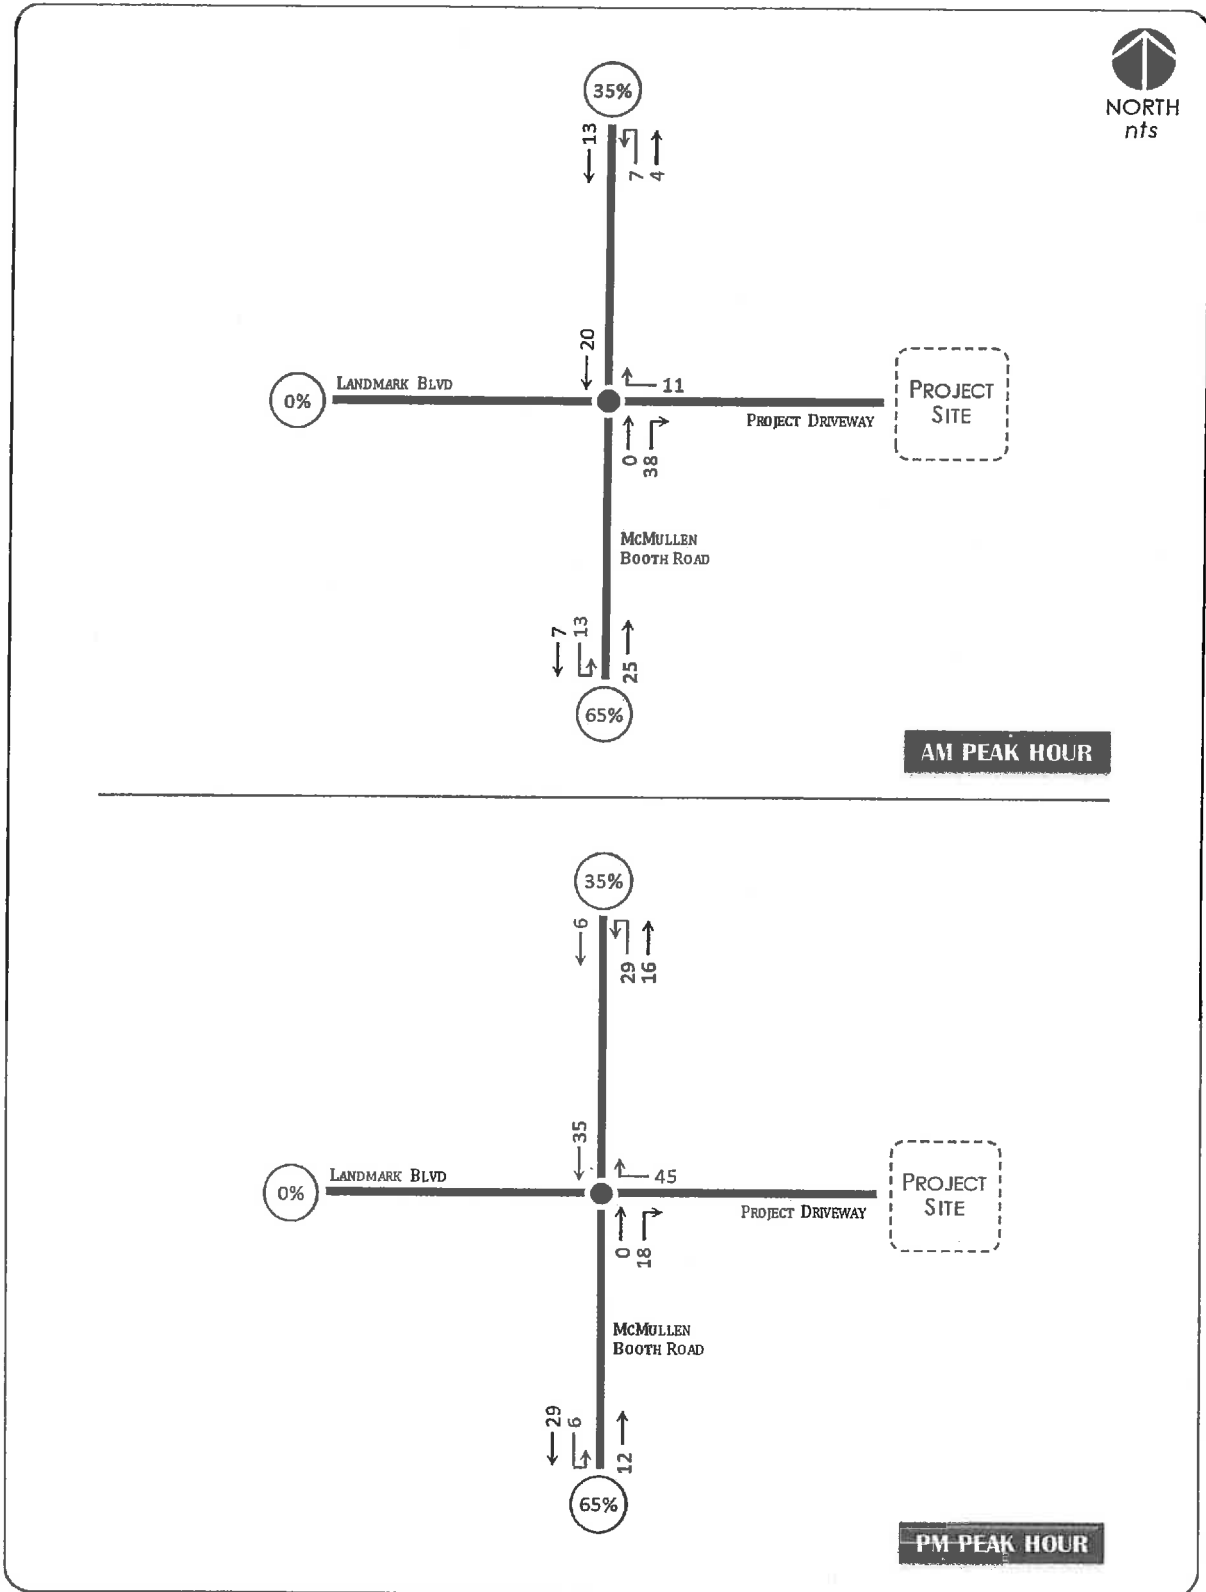 NORTH
nts
35%
13
7
4
20
LANDMARK BLVD
11
0%
PROJECT
SITE
PROJECT DRIVEWAY
0
38
MCMULLEN
BOOTH ROAD
7
13
25
65%
AM PEAK HOUR
35%
6
29
16
35
LANDMARK BLVD
45
0%
PROJECT
SITE
PROJECT DRIVEWAY
0
18
MCMULLEN
BOOTH ROAD
29
6
12
65%
PM PEAK HOUR